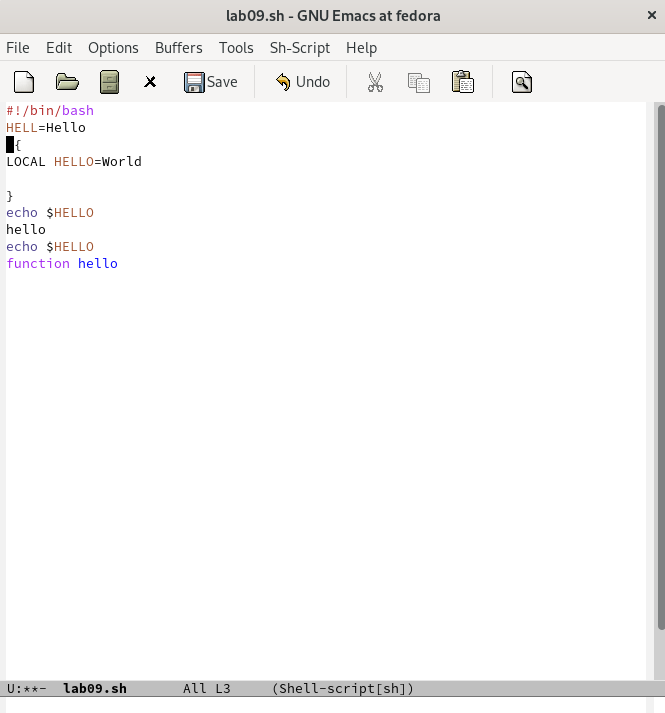 lab09.sh - GNU Emacs at fedora
File Edit Options Buffers Tools Sh-Script Help
Save Undo
#!/bin/bash
HELL=Hello
{
LOCAL HELLO=World
}
echo $HELLO
hello
echo $HELLO
function hello
U:**- lab09.sh All L3 (Shell-script[sh])